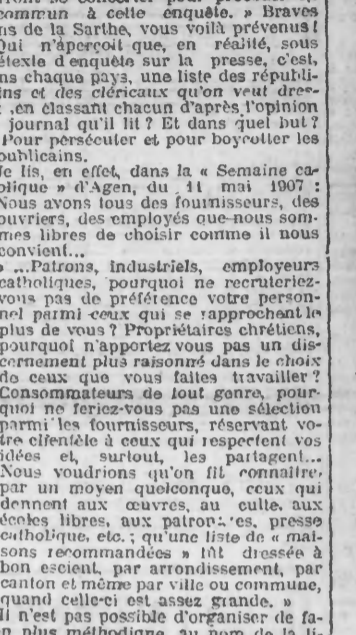 commun à cette enquête. » Braves
ns de la Sarthe, vous voilà prévenus !
Qui n'aperçoit que, en réalité, sous
étexte d'enquête sur la presse, c'est,
ns chaque pays, une liste des républi-
ins et des cléricaux qu'on veut dres-
, en classant chacun d'après l'opinion
journal qu'il lit ? Et dans quel but ?
Pour persécuter et pour boycotter les
publicains.
Je lis, en effet, dans la « Semaine ca-
olique » d'Agen, du 11 mai 1907 :
Nous avons tous des fournisseurs, des
ouvriers, des employés que nous som-
mes libres de choisir comme il nous
convient...
» ...Patrons, industriels, employeurs
catholiques, pourquoi ne recruteriez-
vous pas de préférence votre person-
nel parmi ceux qui se rapprochent le
plus de vous ? Propriétaires chrétiens,
pourquoi n'apportez vous pas un dis-
cernement plus raisonné dans le choix
de ceux que vous faites travailler ?
Consommateurs de tout genre, pour-
quoi ne feriez-vous pas une sélection
parmi les fournisseurs, réservant vo-
tre clientèle à ceux qui respectent vos
idées et, surtout, les partagent...
Nous voudrions qu'on fît connaître,
par un moyen quelconque, ceux qui
donnent aux œuvres, au culte, aux
écoles libres, aux patronages, presse
catholique, etc. ; qu'une liste de « mai-
sons recommandées » fût dressée à
bon escient, par arrondissement, par
canton et même par ville ou commune,
quand celle-ci est assez grande. »
Il n'est pas possible d'organiser de fa-
plus méthodique, au nom de